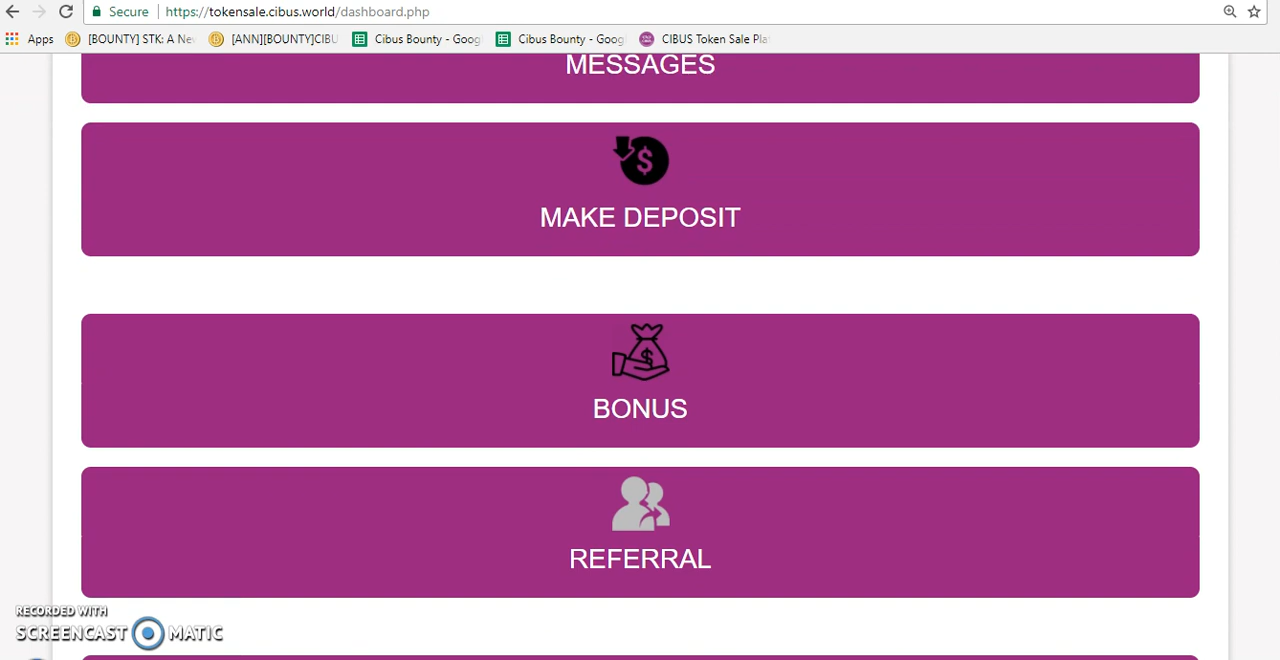 Secure https://tokensale.cibus.world/dashboard.php
Apps [BOUNTY] STK: A Ne [ANN][BOUNTY]CIBU Cibus Bounty - Goog Cibus Bounty - Goog CIBUS Token Sale Pla
MESSAGES
MAKE DEPOSIT
BONUS
REFERRAL
RECORDED WITH
SCREENCAST MATIC